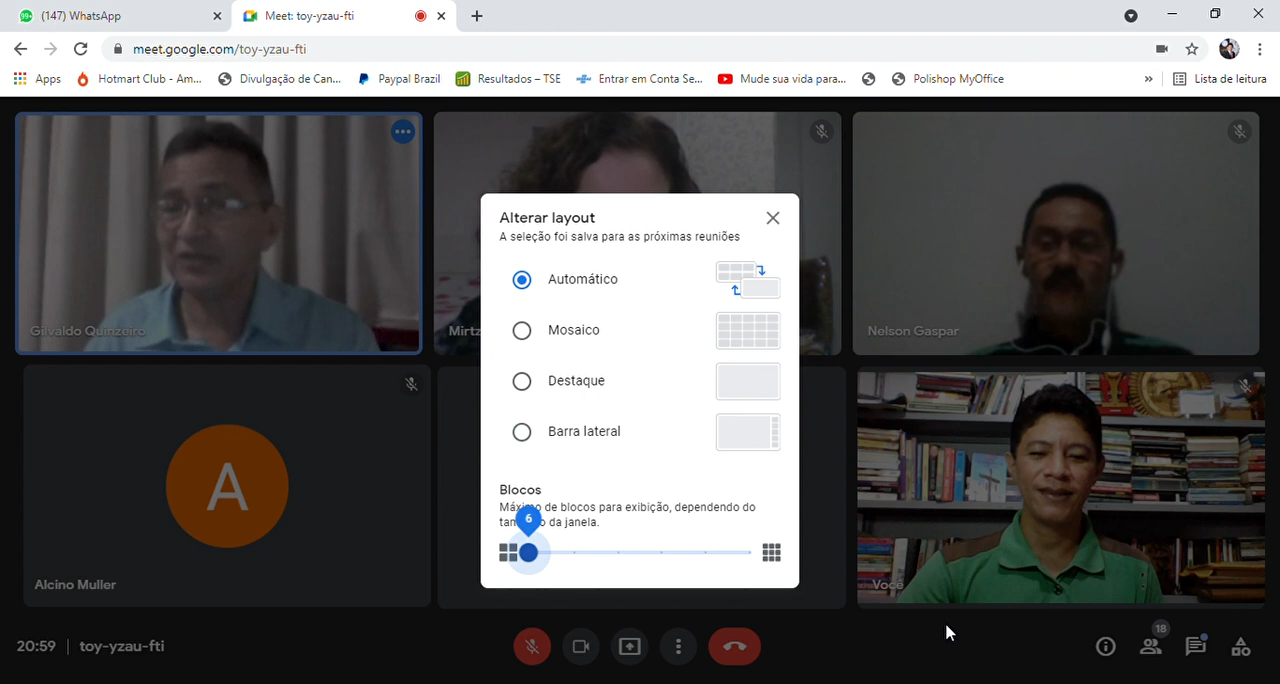 99+ (147) WhatsApp
Meet: toy-yzau-fti
meet.google.com/toy-yzau-fti
Apps Hotmart Club - Am... Divulgação de Can... Paypal Brazil Resultados – TSE Entrar em Conta Se... Mude sua vida para... Polishop MyOffice » Lista de leitura
Gilvaldo Quinzeiro
Mirtz
Nelson Gaspar
Alterar layout
A seleção foi salva para as próximas reuniões
Automático
Mosaico
Destaque
Barra lateral
Blocos
Máximo de blocos para exibição, dependendo do
da janela.
6
A
Alcino Muller
Você
20:59 | toy-yzau-fti
18